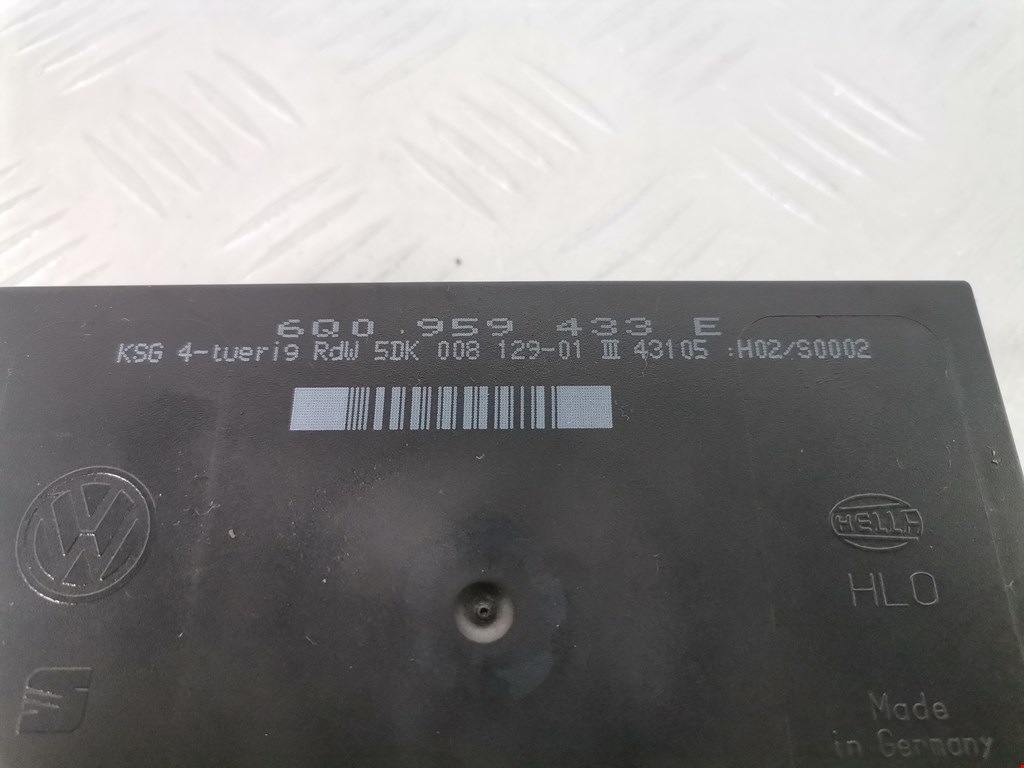 6Q0 959 433 E
KSG 4-tuerig RdW 5DK 008 129-01 III 43105 :H02/S0002
HELLA
HLO
Made
in Germany